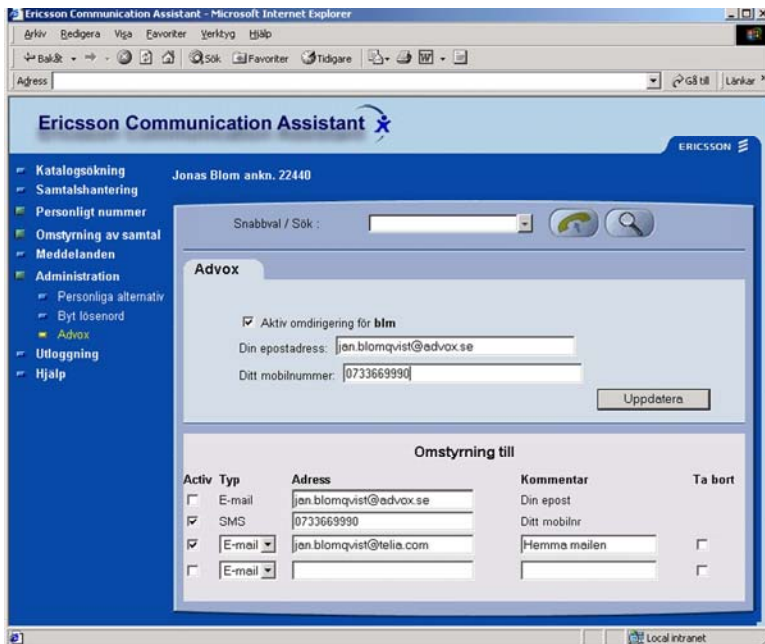 Ericsson Communication Assistant - Microsoft Internet Explorer
Arkiv Redigera Visa Favoriter Verktyg Hjälp
Bakåt Sök Favoriter Tidigare
Adress Gå till Länkar
Ericsson Communication Assistant
ERICSSON
Katalogsökning
Samtalshantering
Personligt nummer
Omstyrning av samtal
Meddelanden
Administration
Personliga alternativ
Byt lösenord
Advox
Utloggning
Hjälp
Jonas Blom ankn. 22440
Snabbval / Sök :
Advox
Aktiv omdirigering för blm
Din epostadress: jan.blomqvist@advox.se
Ditt mobilnummer: 0733669990
Uppdatera
Omstyrning till
Activ Typ Adress Kommentar Ta bort
E-mail jan.blomqvist@advox.se Din epost
SMS 0733669990 Ditt mobilnr
E-mail jan.blomqvist@telia.com Hemma mailen
E-mail
Local intranet